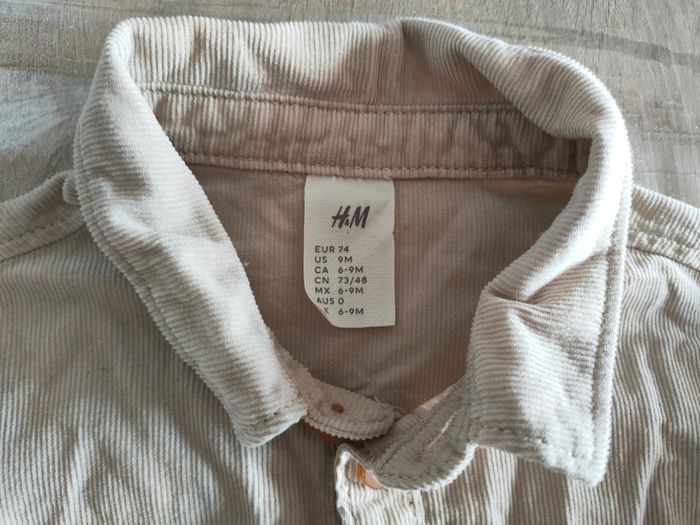 H&M
EUR 74
US 9M
CA 6-9M
CN 73/48
MX 6-9M
AUS 0
6-9M